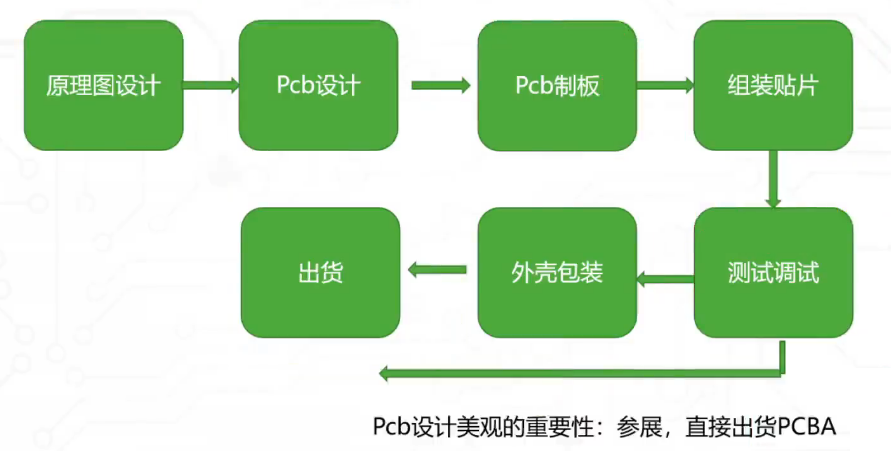 原理图设计
Pcb设计
Pcb制板
组装贴片
测试调试
外壳包装
出货
Pcb设计美观的重要性：参展，直接出货PCBA